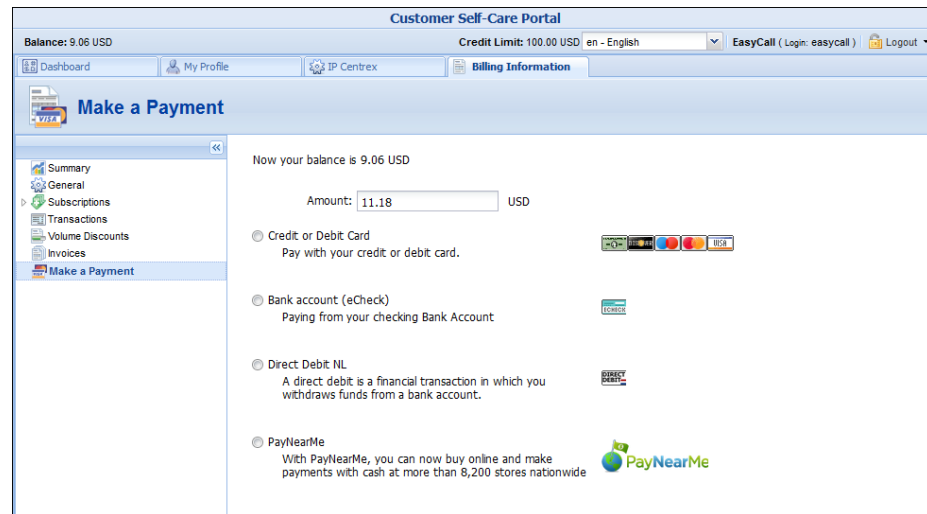 Customer Self-Care Portal
Balance: 9.06 USD Credit Limit: 100.00 USD en - English EasyCall ( Login: easycall ) Logout
Dashboard My Profile IP Centrex Billing Information
VISA Make a Payment
Summary
General
Subscriptions
Transactions
Volume Discounts
Invoices
Make a Payment
Now your balance is 9.06 USD
Amount: 11.18 USD
Credit or Debit Card VISA
Pay with your credit or debit card.
Bank account (eCheck)
Paying from your checking Bank Account ECHECK
Direct Debit NL
A direct debit is a financial transaction in which you DIRECT
DEBIT
withdraws funds from a bank account.
PayNearMe
With PayNearMe, you can now buy online and make PayNearMe
payments with cash at more than 8,200 stores nationwide